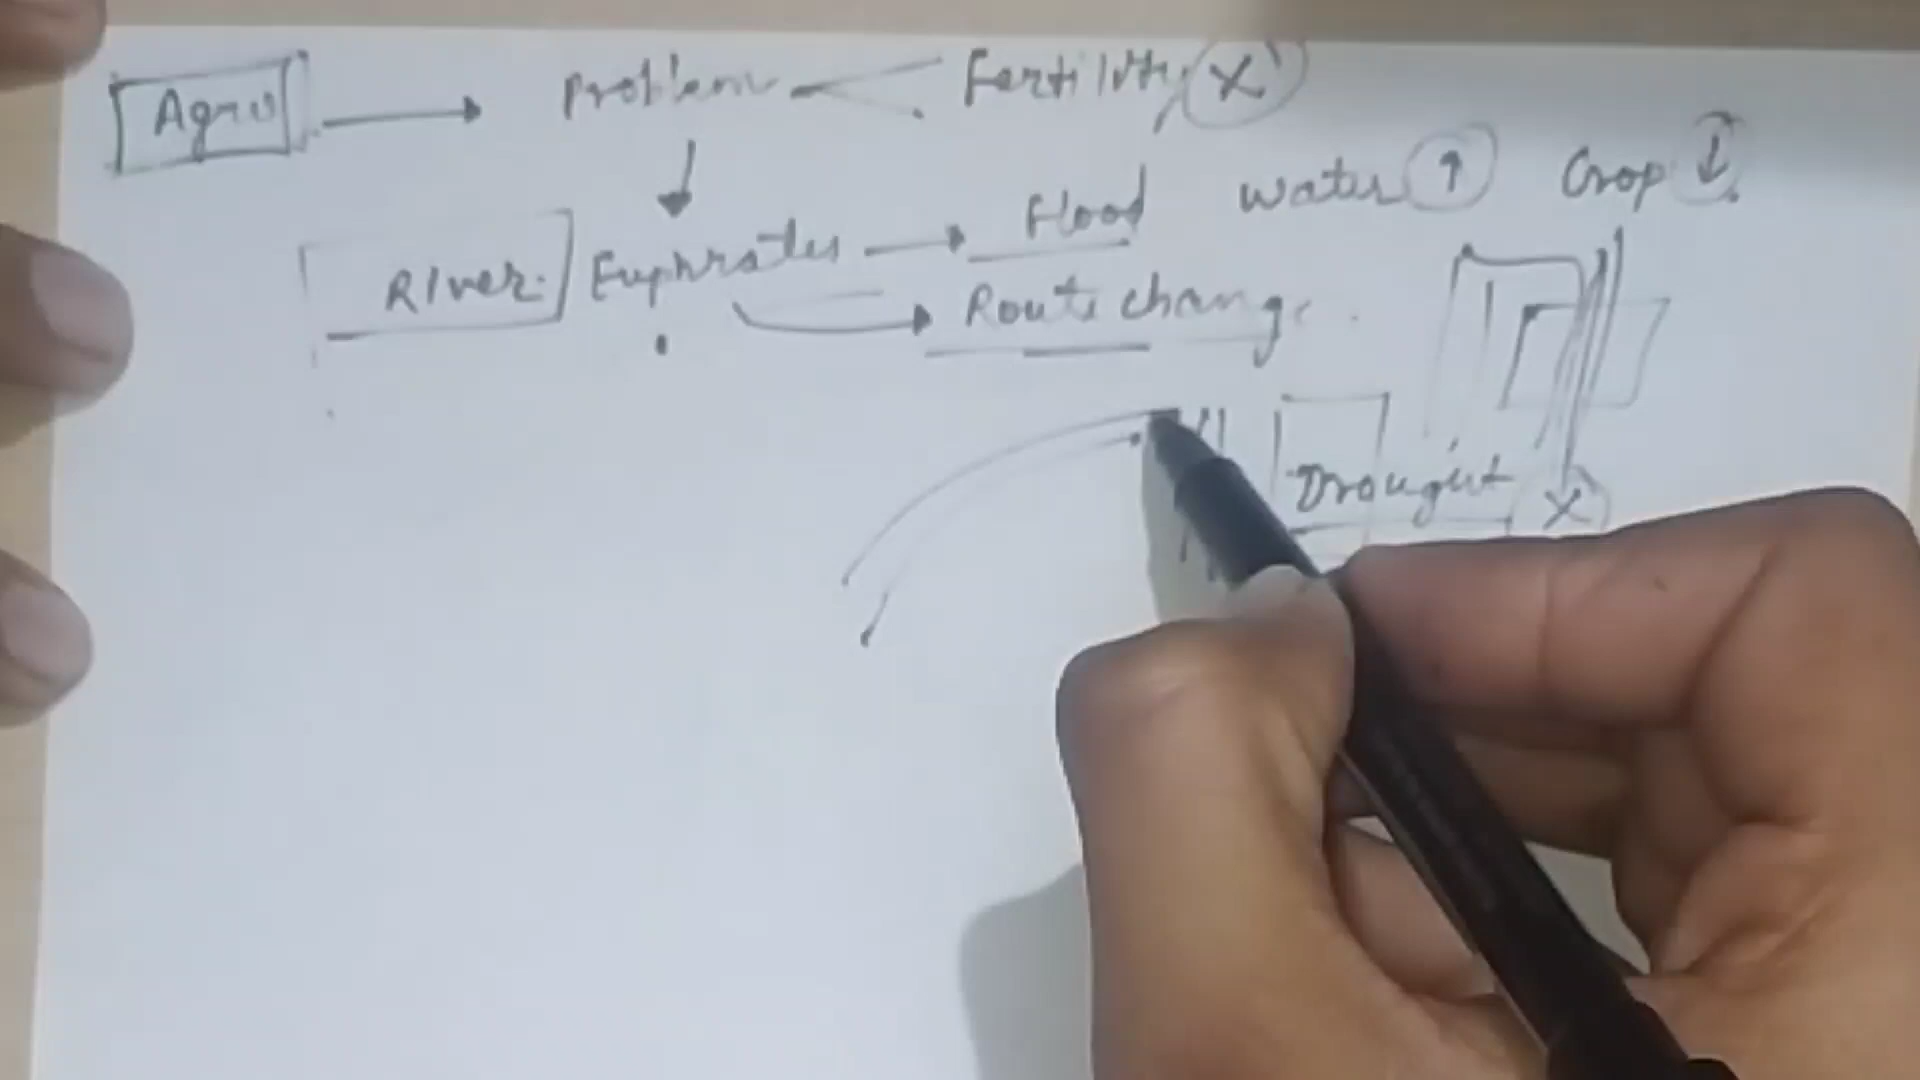 Agri → Problem < Fertility X
Flood Water ↑ Crop ↓
River. Euphrates →
→ Route change
Drought X